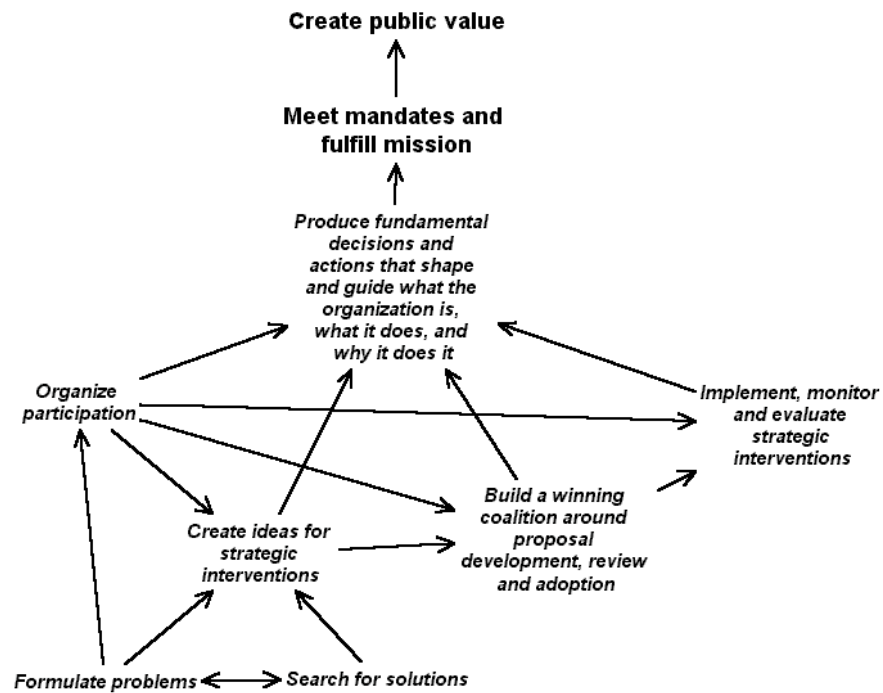 Create public value
Meet mandates and
fulfill mission
Produce fundamental
decisions and
actions that shape
and guide what the
organization is,
what it does, and
why it does it
Organize
participation
Implement, monitor
and evaluate
strategic
interventions
Create ideas for
strategic
interventions
Build a winning
coalition around
proposal
development, review
and adoption
Formulate problems
Search for solutions